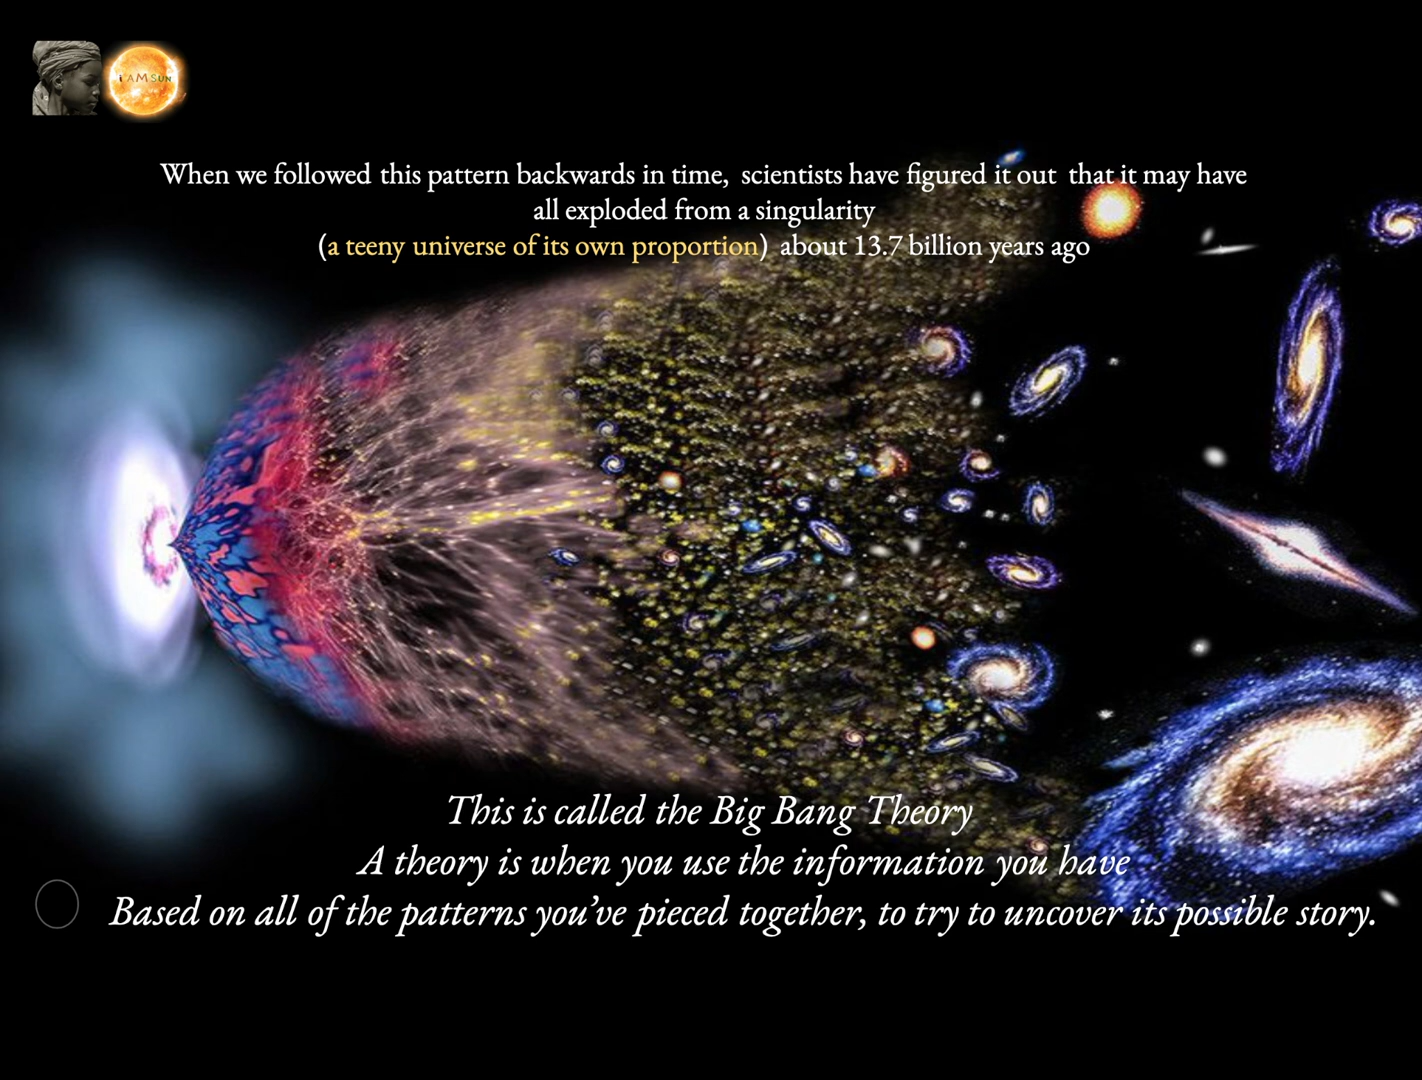 i AM SUN
When we followed this pattern backwards in time, scientists have figured it out that it may have
all exploded from a singularity
(a teeny universe of its own proportion) about 13.7 billion years ago
This is called the Big Bang Theory
A theory is when you use the information you have
Based on all of the patterns you've pieced together, to try to uncover its possible story.